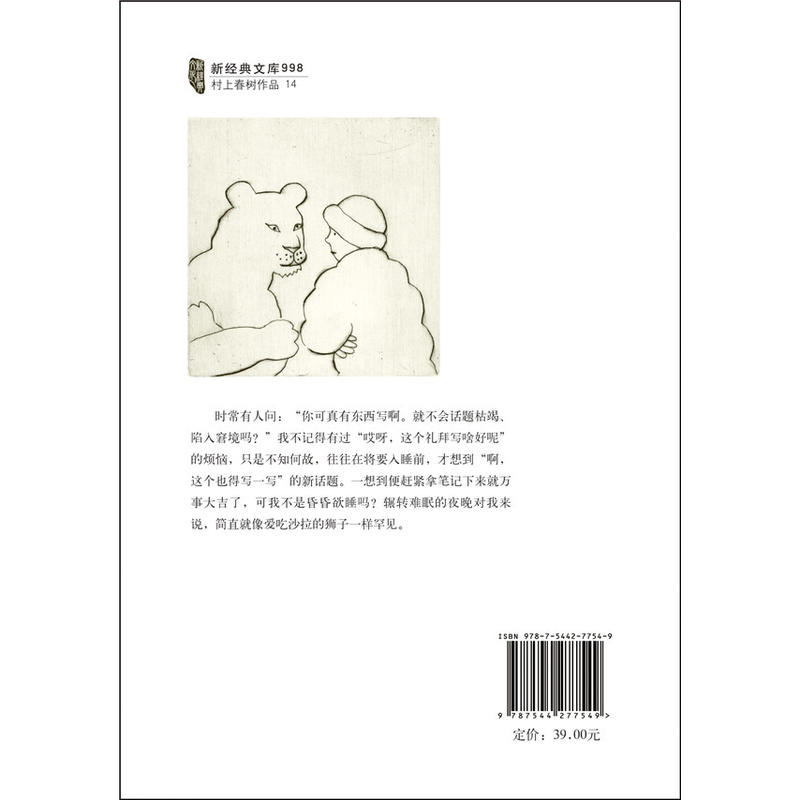 新经典文库998
村上春树作品 14
时常有人问：“你可真有东西写啊。就不会话题枯竭、
陷入窘境吗？”我不记得有过“哎呀，这个礼拜写啥好呢”
的烦恼，只是不知何故，往往在将要入睡前，才想到“啊，
这个也得写一写”的新话题。一想到便赶紧拿笔记下来就万
事大吉了，可我不是昏昏欲睡吗？辗转难眠的夜晚对我来
说，简直就像爱吃沙拉的狮子一样罕见。
ISBN 978-7-5442-7754-9
9 787544 277549 >
定价：39.00元